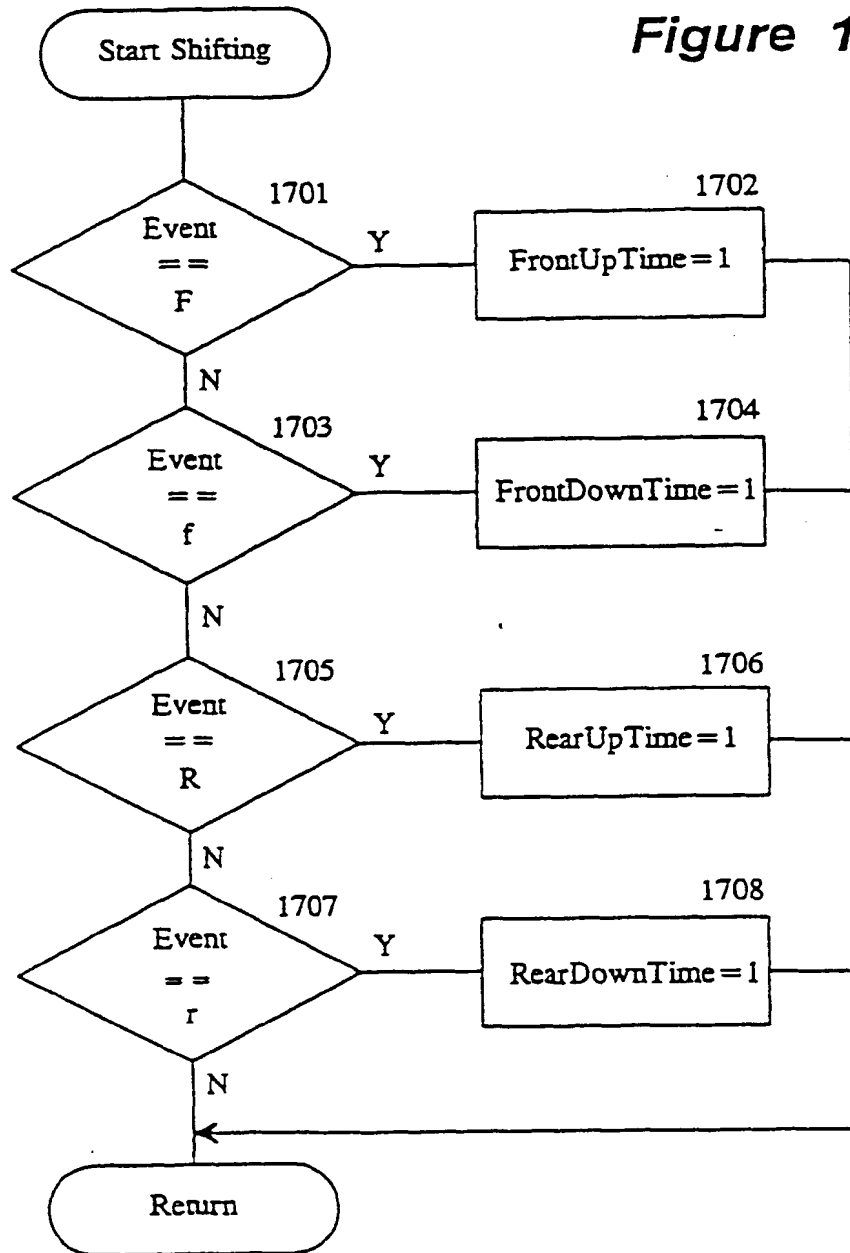 Figure 1
Start Shifting
1701
Event
==
F
Y
1702
FrontUpTime=1
N
1703
Event
==
f
Y
1704
FrontDownTime=1
N
1705
Event
==
R
Y
1706
RearUpTime=1
N
1707
Event
==
r
Y
1708
RearDownTime=1
N
Return